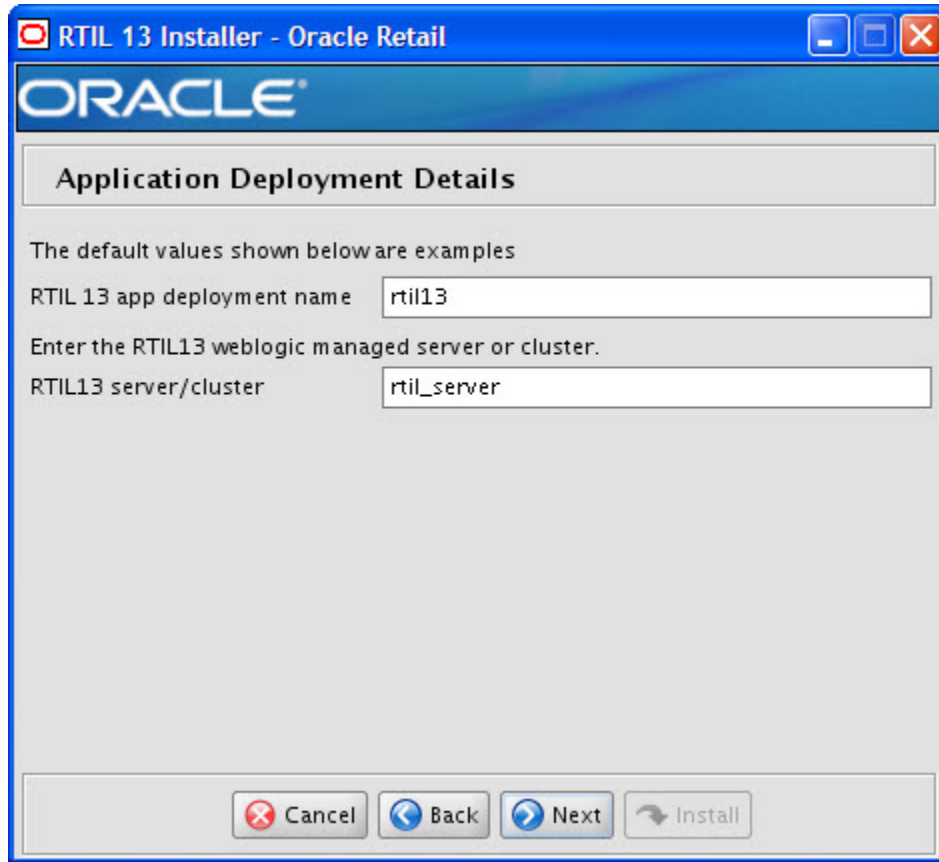 RTIL 13 Installer - Oracle Retail
ORACLE®
Application Deployment Details
The default values shown below are examples
RTIL 13 app deployment name rtil13
Enter the RTIL13 weblogic managed server or cluster.
RTIL13 server/cluster rtil_server
Cancel Back Next Install